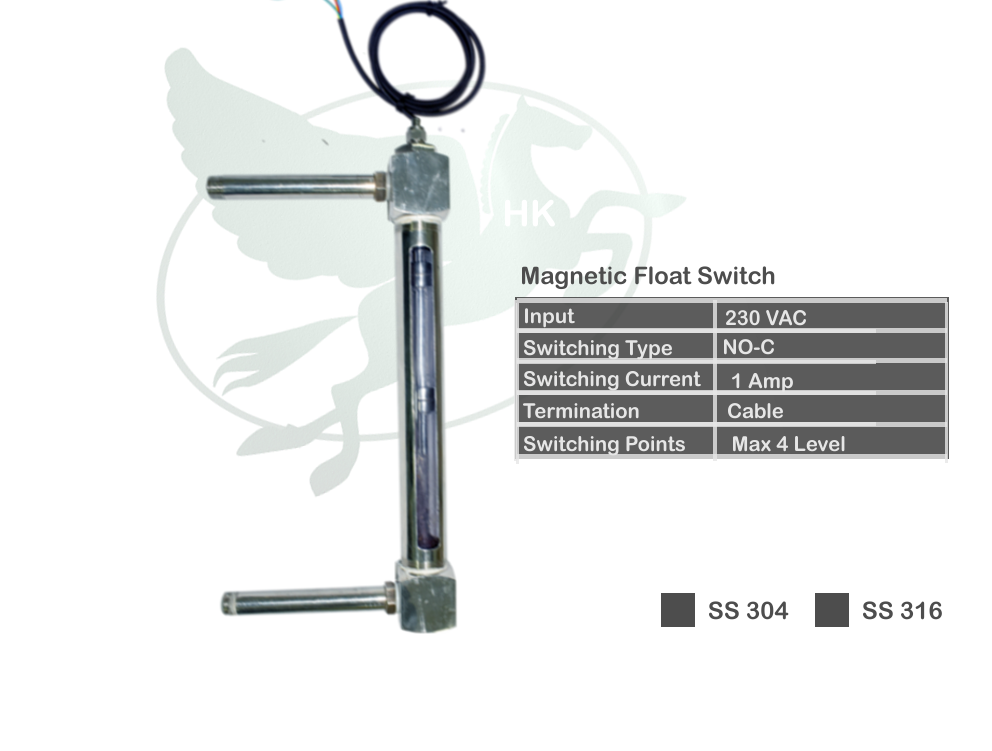 HK
Magnetic Float Switch
Input 230 VAC
Switching Type NO-C
Switching Current 1 Amp
Termination Cable
Switching Points Max 4 Level
SS 304 SS 316